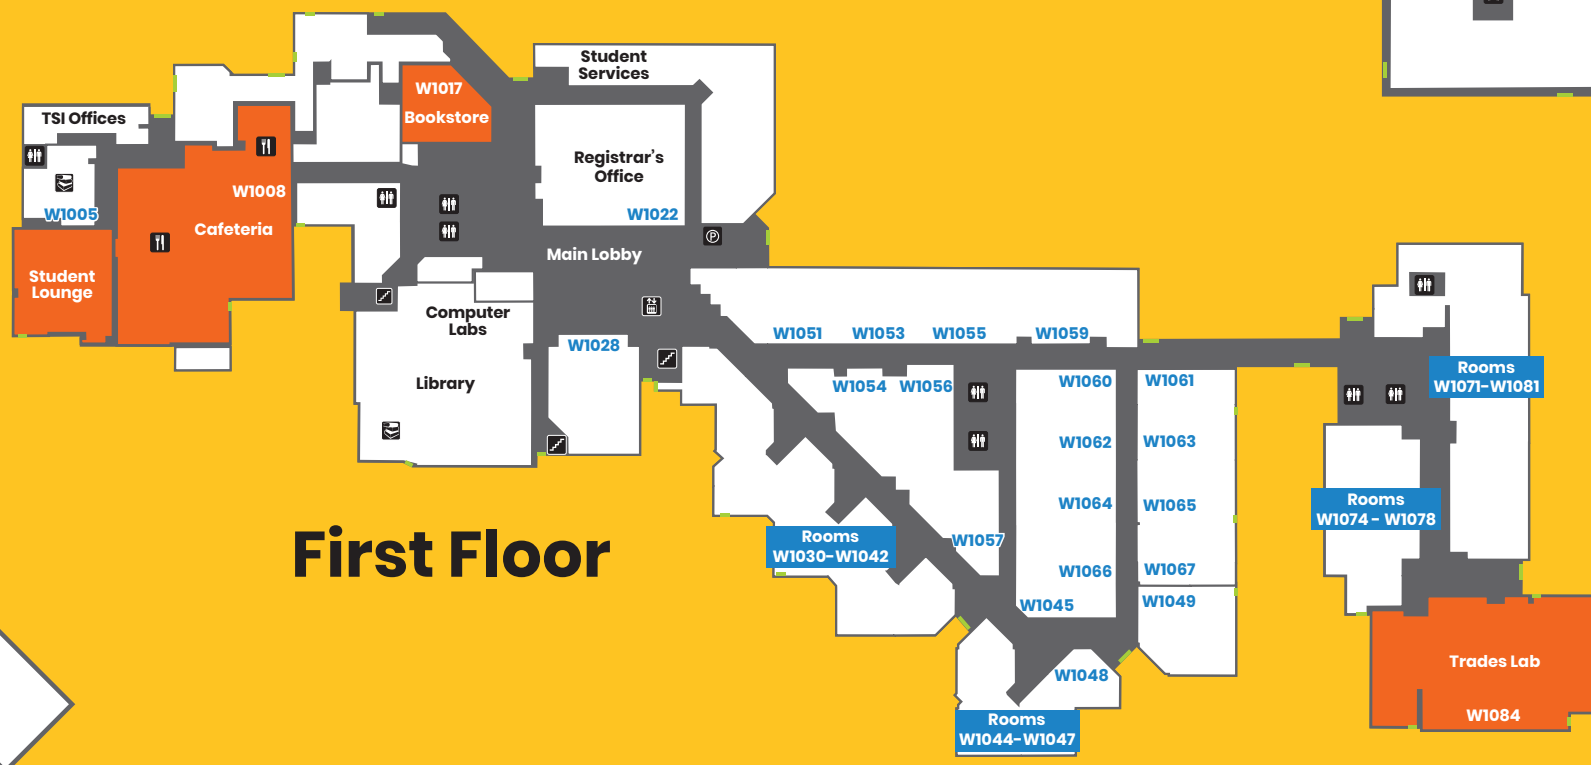 Student
Services
W1017
Bookstore
TSI Offices
Registrar's
Office
W1008
W1005
W1022
Cafeteria
Main Lobby
Student
Lounge
Computer
Labs
W1028
W1051
W1053
W1055
W1059
Library
W1054
W1056
W1060
W1061
Rooms
W1071-W1081
W1062
W1063
W1064
W1065
Rooms
W1074 - W1078
First Floor
Rooms
W1030-W1042
W1057
W1066
W1067
W1045
W1049
W1048
Trades Lab
W1084
Rooms
W1044-W1047
P